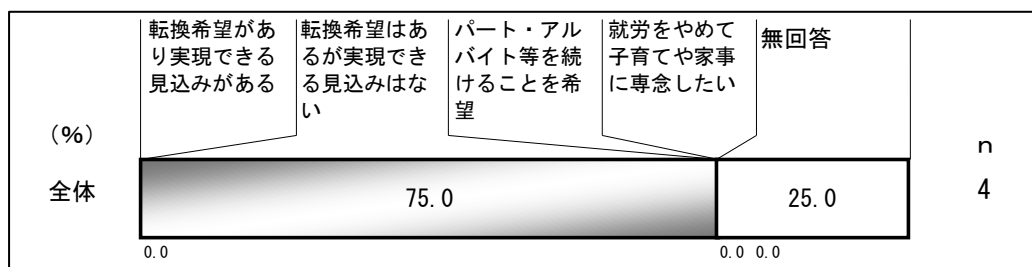 転換希望があ
り実現できる
見込みがある
転換希望はあ
るが実現でき
る見込みはな
い
パート・アル
バイト等を続
けることを希
望
就労をやめて
子育てや家事
に専念したい
無回答
(%)
n
全体
75.0
25.0
4
0.0
0.0
0.0